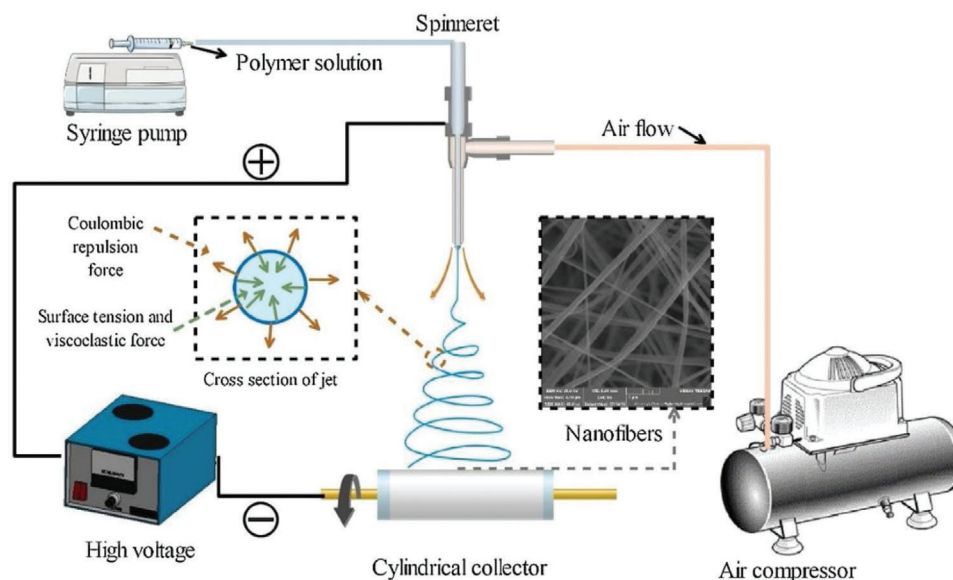 Spinneret
Polymer solution
Syringe pump
Air flow
+
Coulombic
repulsion
force
Surface tension and
viscoclastic force
Cross section of jet
Nanofibers
−
High voltage
Cylindrical collector
Air compressor